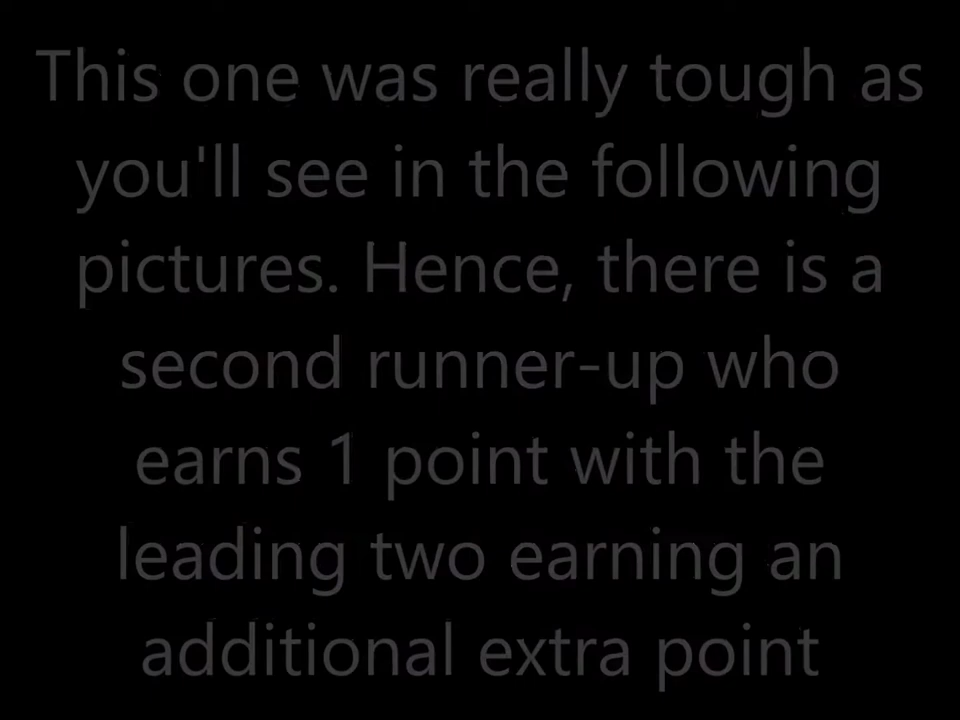 This one was really tough as
you'll see in the following
pictures. Hence, there is a
second runner-up who
earns 1 point with the
leading two earning an
additional extra point